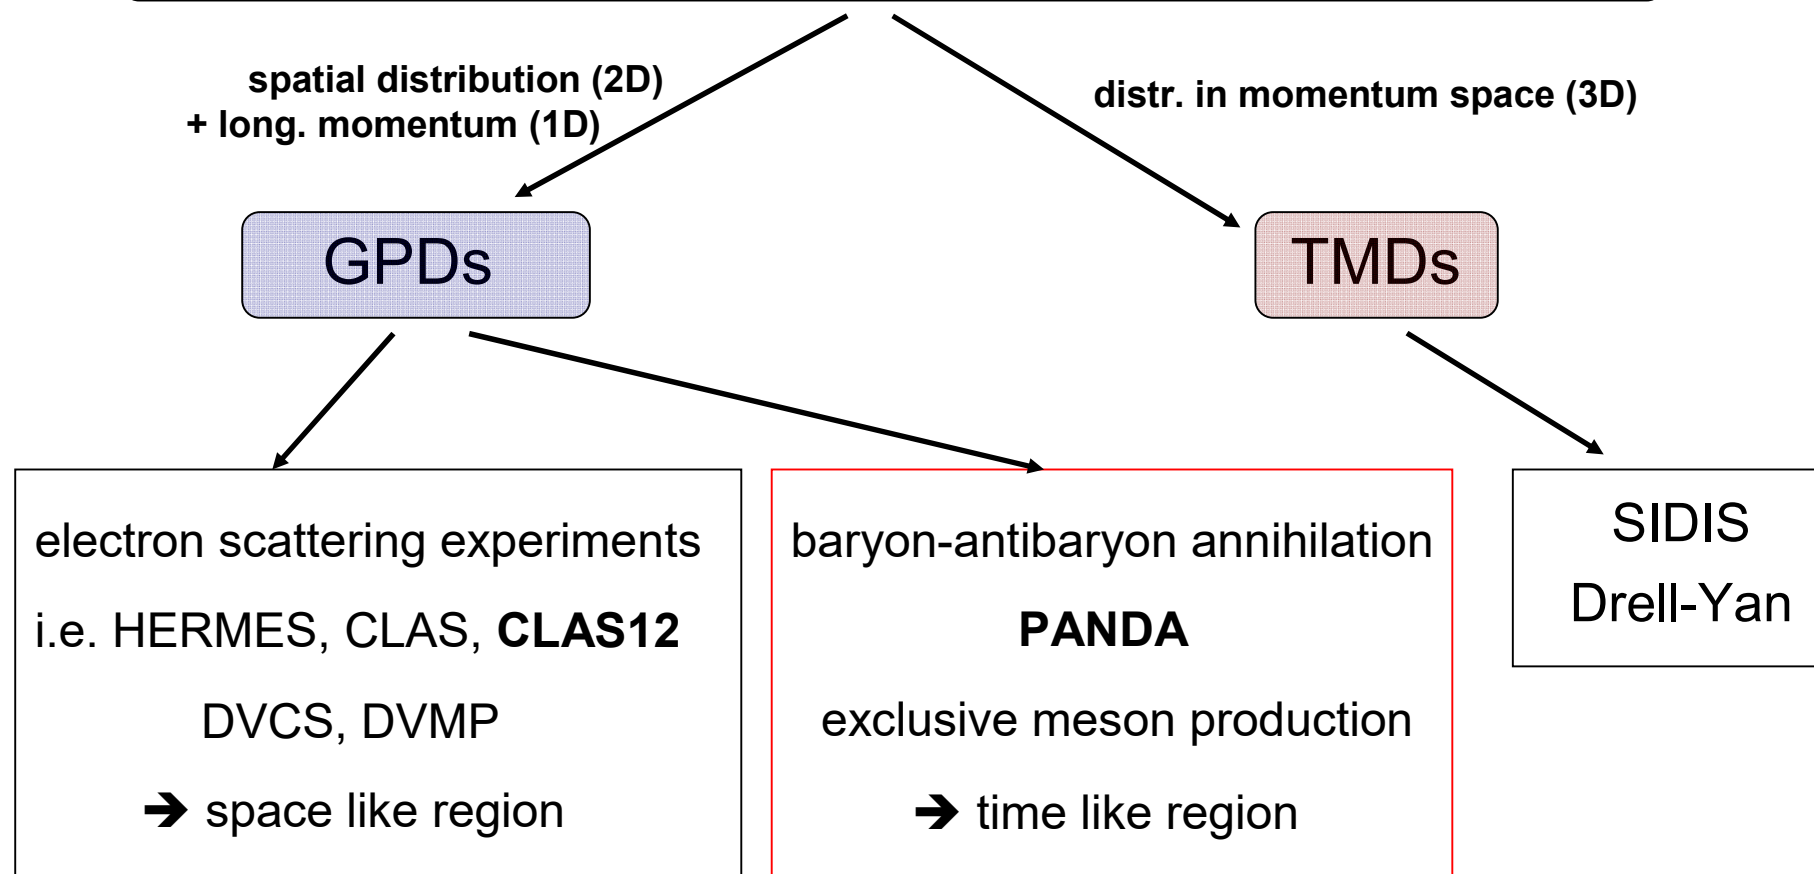 spatial distribution (2D)
+ long. momentum (1D)
distr. in momentum space (3D)
GPDs
TMDs
electron scattering experiments
i.e. HERMES, CLAS, CLAS12
DVCS, DVMP
➔ space like region
baryon-antibaryon annihilation
PANDA
exclusive meson production
➔ time like region
SIDIS
Drell-Yan